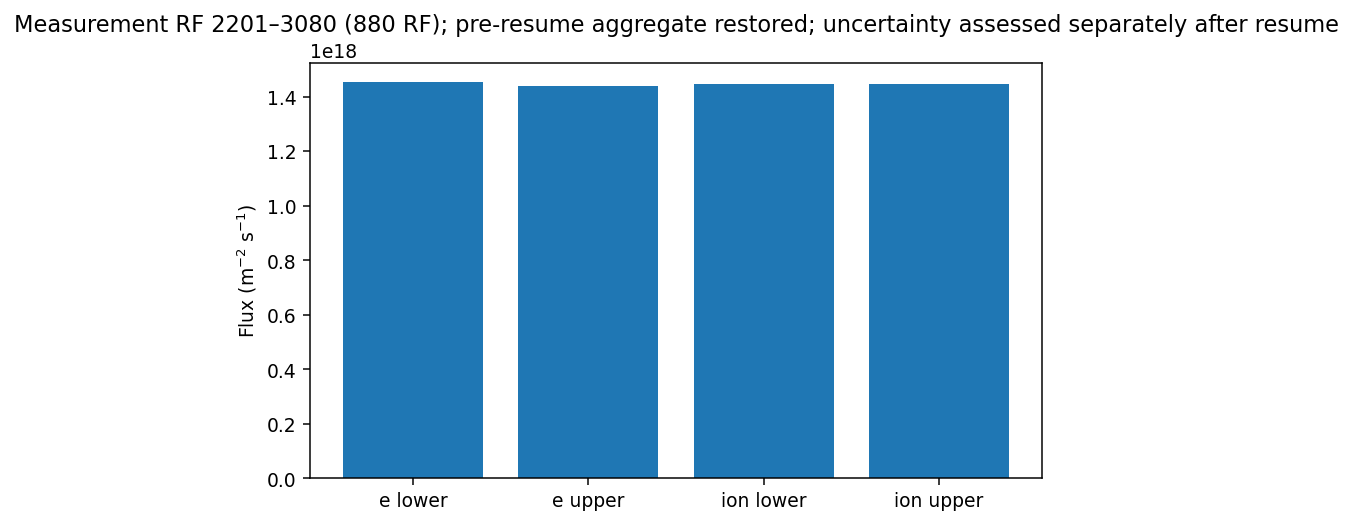 Measurement RF 2201–3080 (880 RF); pre-resume aggregate restored; uncertainty assessed separately after resume
1e18
Flux (m⁻² s⁻¹)
1.4
1.2
1.0
0.8
0.6
0.4
0.2
0.0
e lower
e upper
ion lower
ion upper